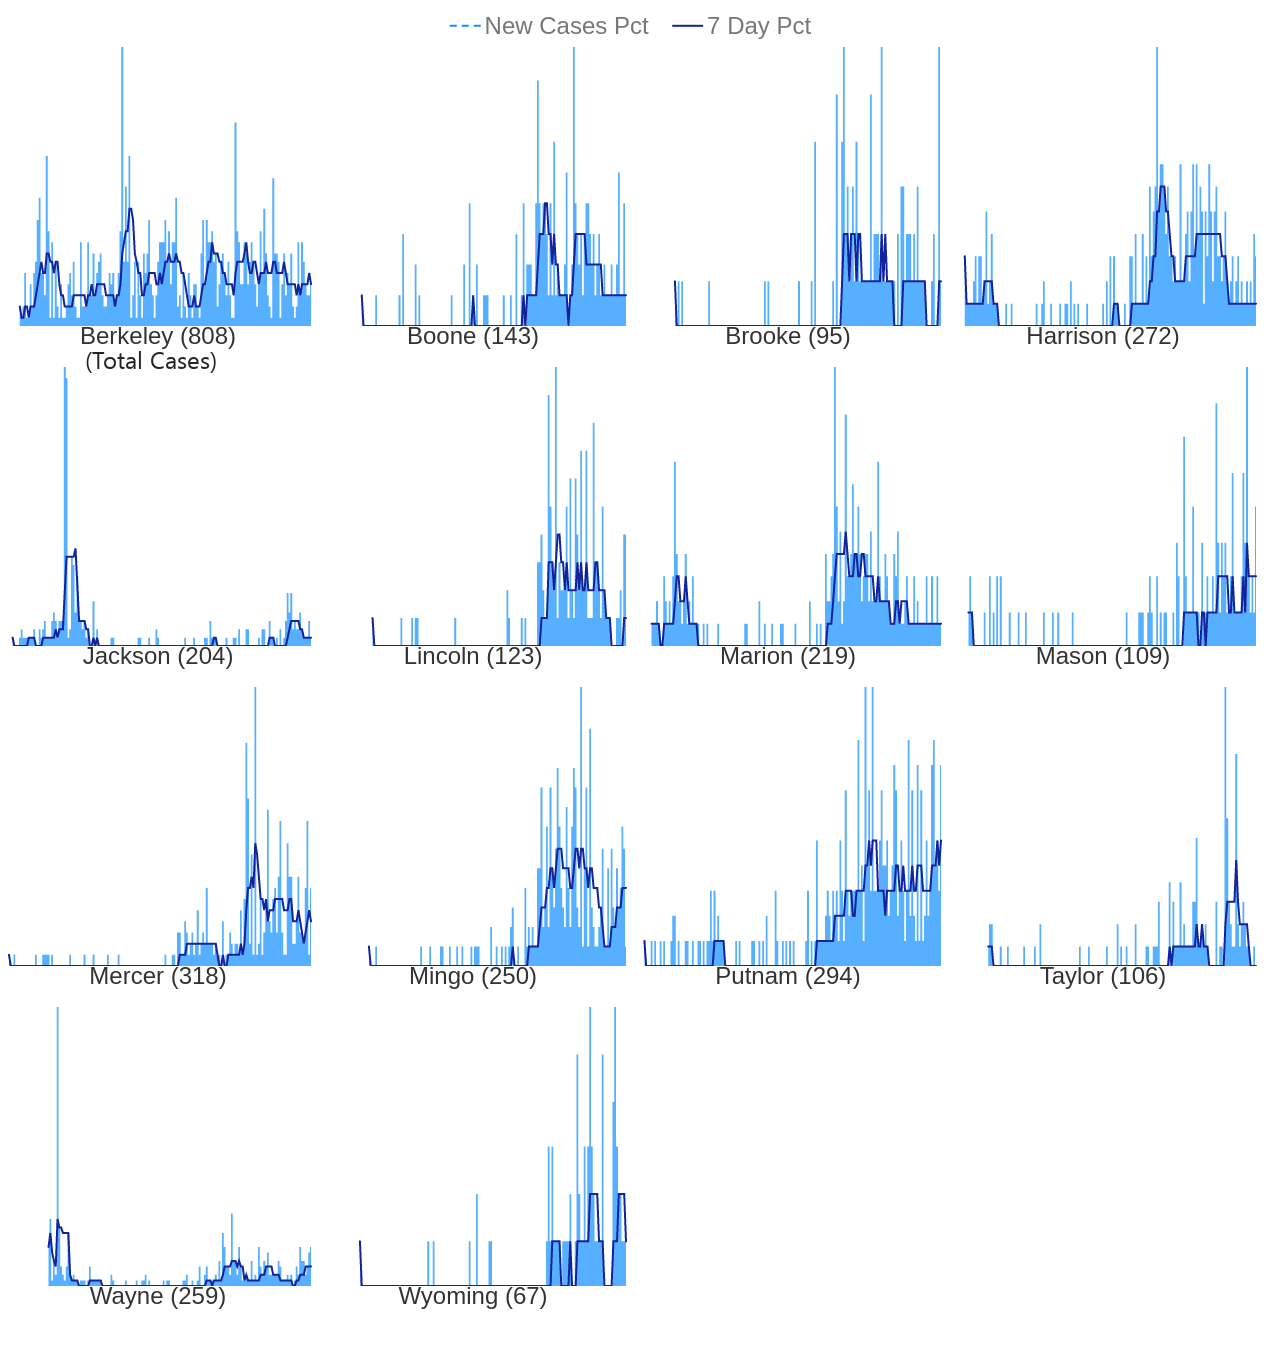 New Cases Pct 7 Day Pct
Berkeley (808) Boone (143) Brooke (95) Harrison (272)
(Total Cases)
Jackson (204) Lincoln (123) Marion (219) Mason (109)
Mercer (318) Mingo (250) Putnam (294) Taylor (106)
Wayne (259) Wyoming (67)